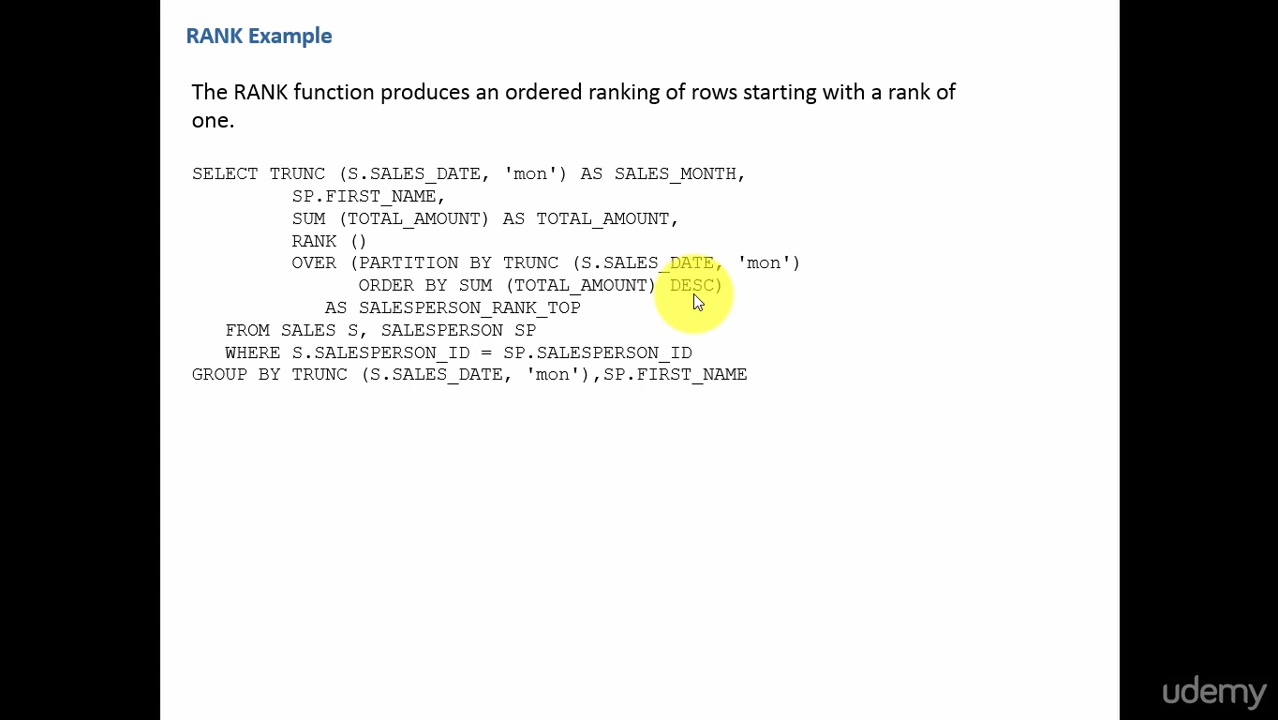 RANK Example
The RANK function produces an ordered ranking of rows starting with a rank of
one.
SELECT TRUNC (S.SALES_DATE, 'mon') AS SALES_MONTH,
SP.FIRST_NAME,
SUM (TOTAL_AMOUNT) AS TOTAL_AMOUNT,
RANK ()
OVER (PARTITION BY TRUNC (S.SALES_DATE, 'mon')
ORDER BY SUM (TOTAL_AMOUNT) DESC)
AS SALESPERSON_RANK_TOP
FROM SALES S, SALESPERSON SP
WHERE S.SALESPERSON_ID = SP.SALESPERSON_ID
GROUP BY TRUNC (S.SALES_DATE, 'mon'),SP.FIRST_NAME
udemy